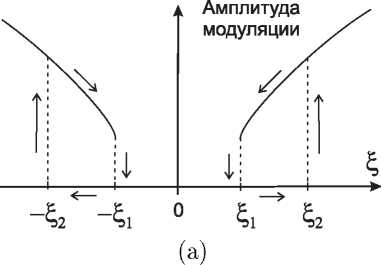 Амплитуда
модуляции
ξ
−ξ₂ −ξ₁ 0 ξ₁ ξ₂
(a)